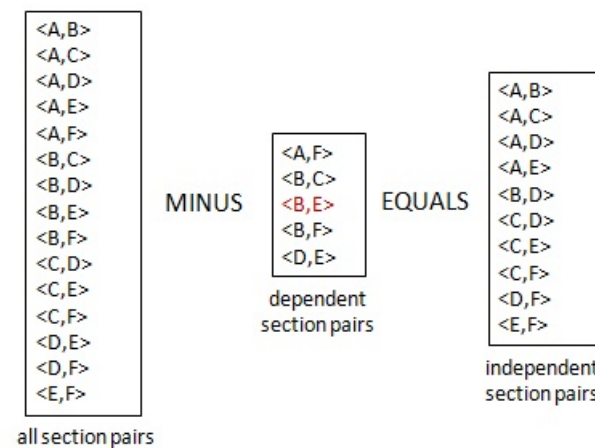 <A,B>
<A,C>
<A,D>
<A,E>
<A,F>
<B,C>
<B,D>
<B,E>
<B,F>
<C,D>
<C,E>
<C,F>
<D,E>
<D,F>
<E,F>
all section pairs
MINUS
<A,F>
<B,C>
<B,E>
<B,F>
<D,E>
dependent
section pairs
EQUALS
<A,B>
<A,C>
<A,D>
<A,E>
<B,D>
<C,D>
<C,E>
<C,F>
<D,F>
<E,F>
independent
section pairs